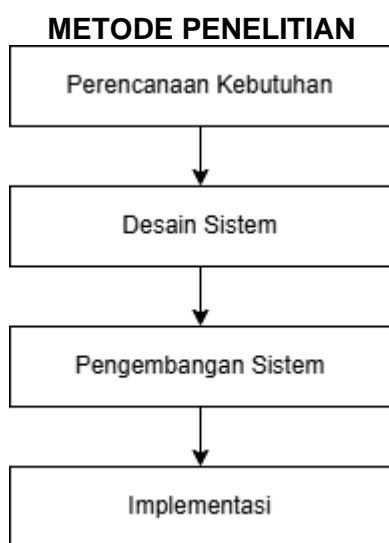 METODE PENELITIAN
Perencanaan Kebutuhan
Desain Sistem
Pengembangan Sistem
Implementasi